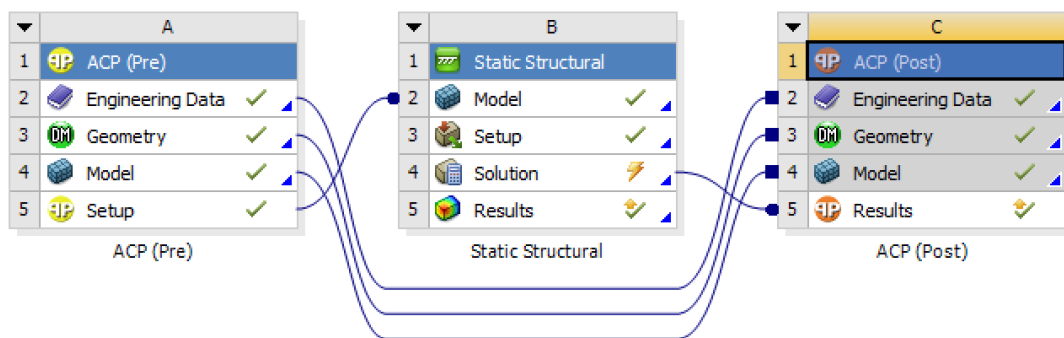 A
1 ACP (Pre)
2 Engineering Data
3 DM Geometry
4 Model
5 Setup
ACP (Pre)
B
1 Static Structural
2 Model
3 Setup
4 Solution
5 Results
Static Structural
C
1 ACP (Post)
2 Engineering Data
3 DM Geometry
4 Model
5 Results
ACP (Post)